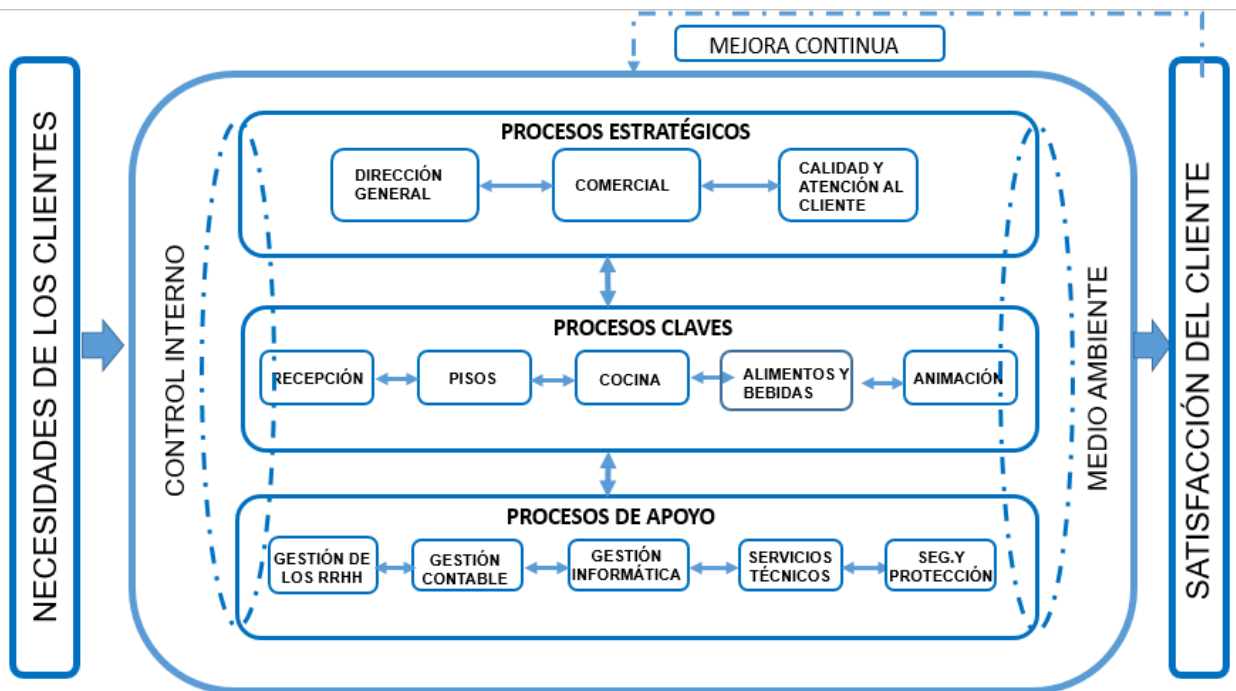 MEJORA CONTINUA
NECESIDADES DE LOS CLIENTES
CONTROL INTERNO
PROCESOS ESTRATÉGICOS
DIRECCIÓN
GENERAL
COMERCIAL
CALIDAD Y
ATENCIÓN AL
CLIENTE
PROCESOS CLAVES
RECEPCIÓN
PISOS
COCINA
ALIMENTOS Y
BEBIDAS
ANIMACIÓN
PROCESOS DE APOYO
GESTIÓN DE
LOS RRHH
GESTIÓN
CONTABLE
GESTIÓN
INFORMÁTICA
SERVICIOS
TÉCNICOS
SEG.Y
PROTECCIÓN
MEDIO AMBIENTE
SATISFACCIÓN DEL CLIENTE